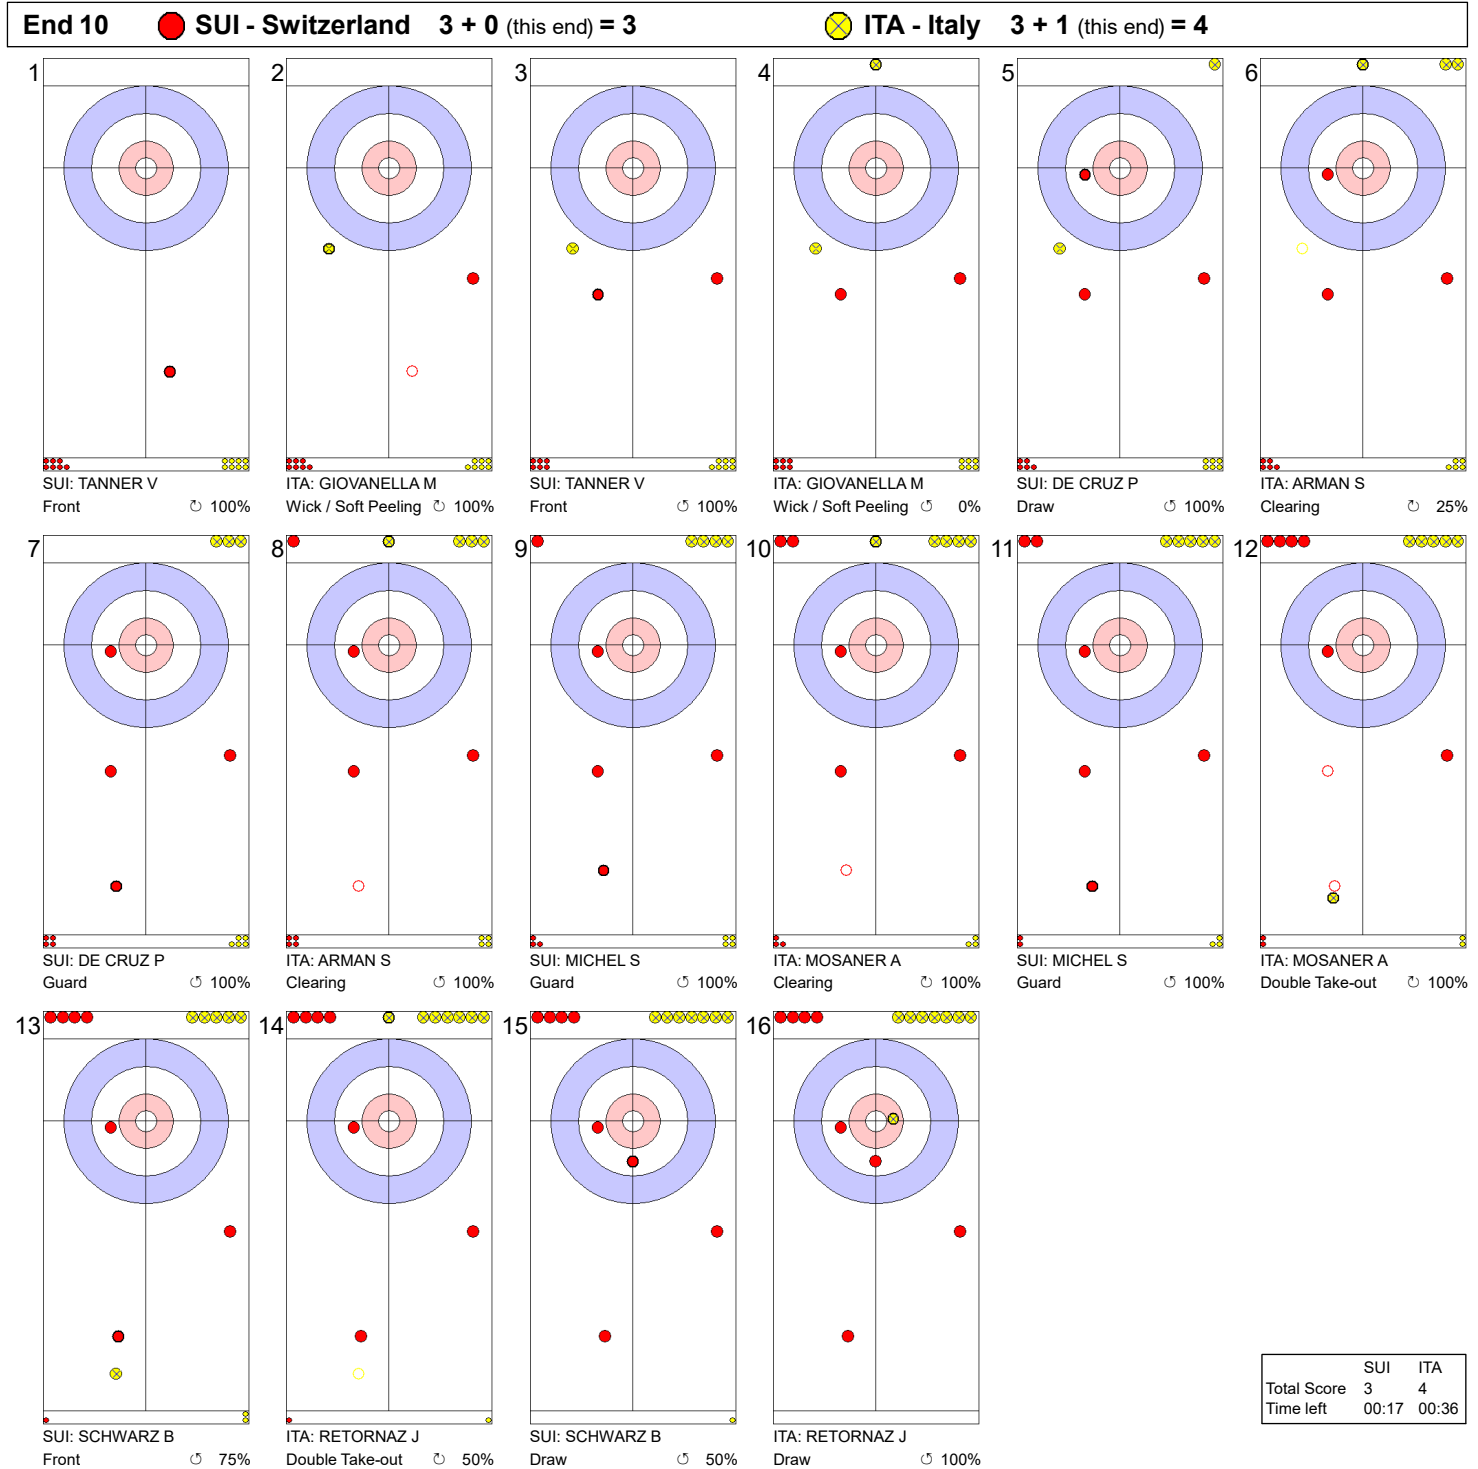 End 10 SUI - Switzerland 3 + 0 (this end) = 3 ITA - Italy 3 + 1 (this end) = 4
1 2 3 4 5 6
SUI: TANNER V ITA: GIOVANELLA M SUI: TANNER V ITA: GIOVANELLA M SUI: DE CRUZ P ITA: ARMAN S
Front ↻ 100% Wick / Soft Peeling ↻ 100% Front ↺ 100% Wick / Soft Peeling ↺ 0% Draw ↺ 100% Clearing ↻ 25%
7 8 9 10 11 12
SUI: DE CRUZ P ITA: ARMAN S SUI: MICHEL S ITA: MOSANER A SUI: MICHEL S ITA: MOSANER A
Guard ↺ 100% Clearing ↺ 100% Guard ↺ 100% Clearing ↺ 100% Guard ↺ 100% Double Take-out ↻ 100%
13 14 15 16
SUI: SCHWARZ B ITA: RETORNAZ J SUI: SCHWARZ B ITA: RETORNAZ J
Front ↺ 75% Double Take-out ↺ 50% Draw ↺ 50% Draw ↺ 100%
SUI ITA
Total Score 3 4
Time left 00:17 00:36